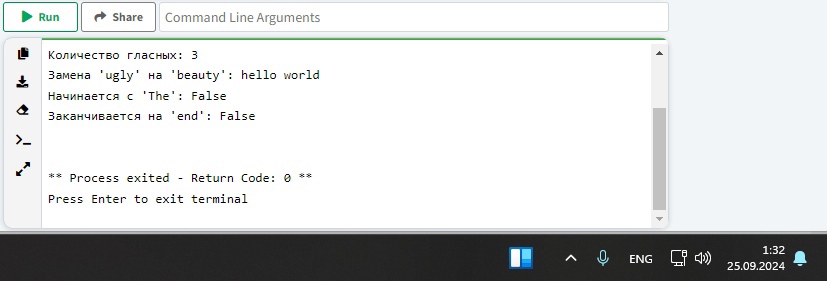 Run
Share
Command Line Arguments
Количество гласных: 3
Замена 'ugly' на 'beauty': hello world
Начинается с 'The': False
Заканчивается на 'end': False
** Process exited - Return Code: 0 **
Press Enter to exit terminal
ENG
1:32
25.09.2024